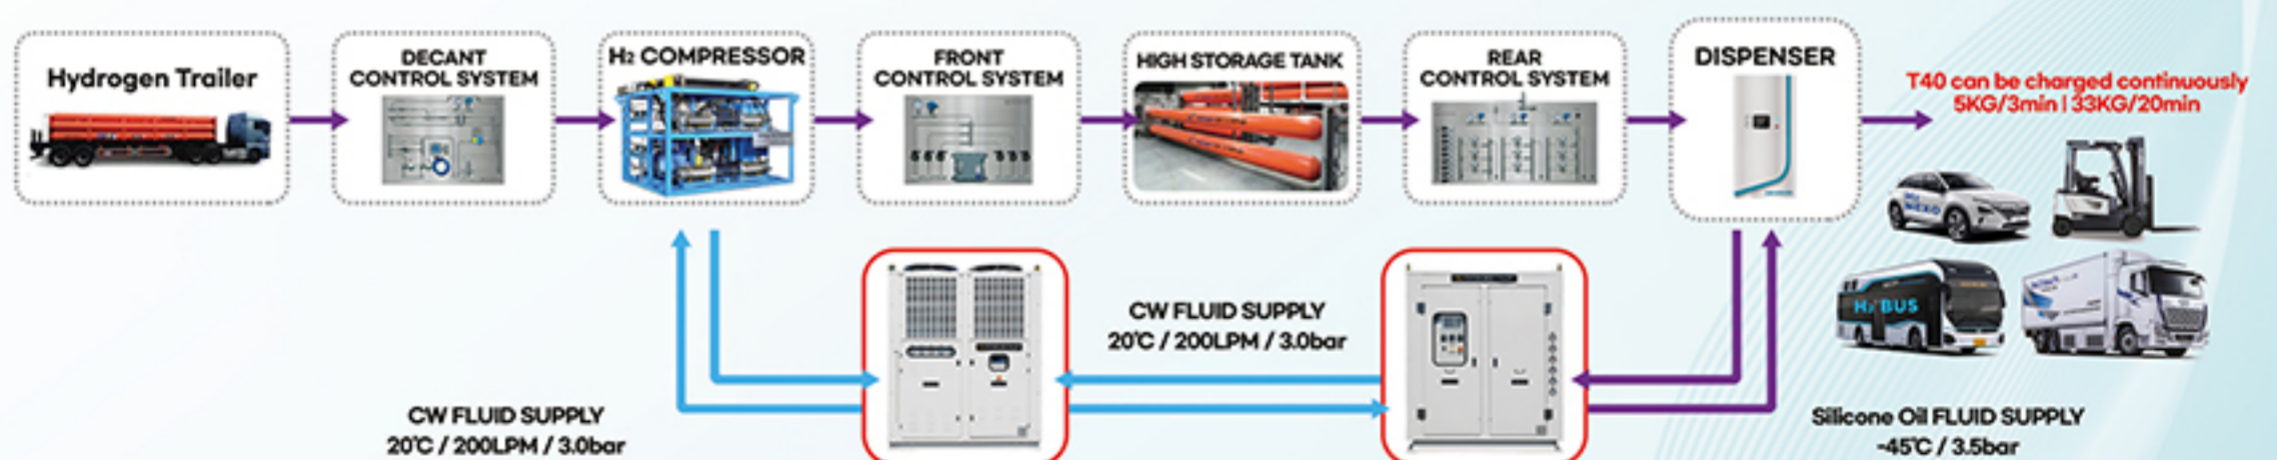 Hydrogen Trailer
DECANT
CONTROL SYSTEM
H2 COMPRESSOR
FRONT
CONTROL SYSTEM
HIGH STORAGE TANK
REAR
CONTROL SYSTEM
DISPENSER
T40 can be charged continuously
5KG/3min | 33KG/20min
NEXO
H2 BUS
CW FLUID SUPPLY
20℃ / 200LPM / 3.0bar
CW FLUID SUPPLY
20℃ / 200LPM / 3.0bar
Silicone Oil FLUID SUPPLY
-45℃ / 3.5bar